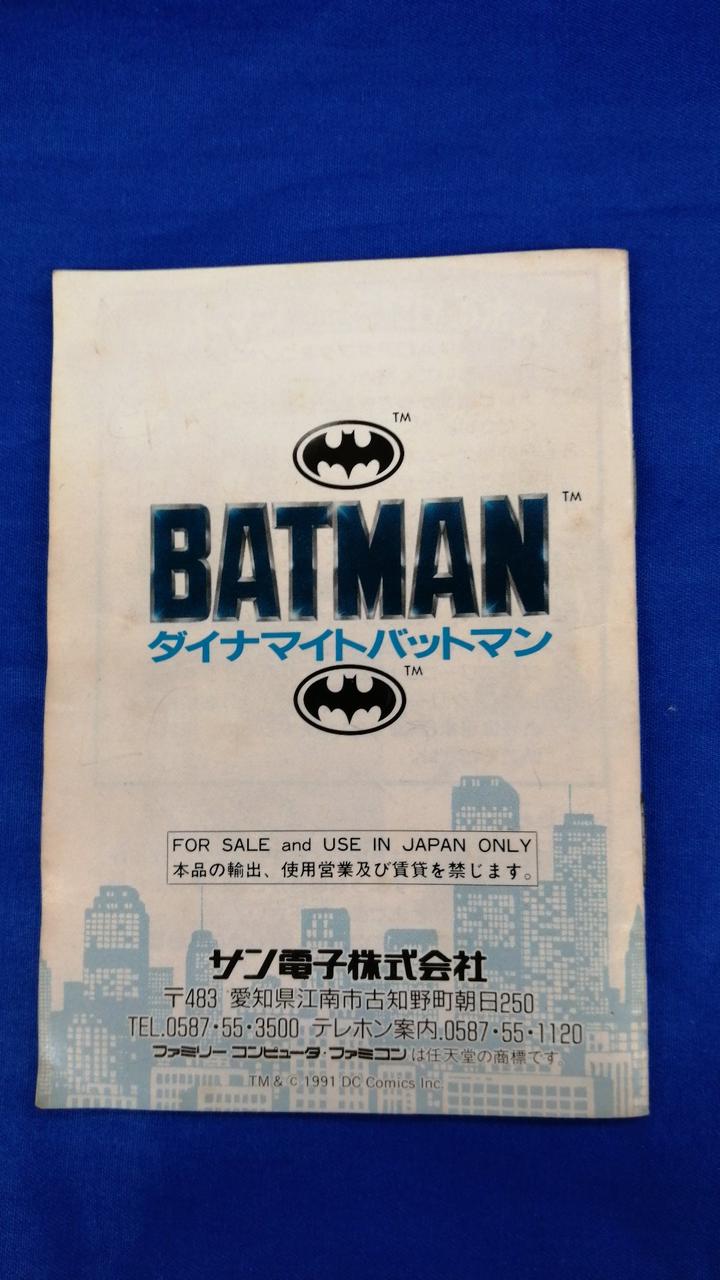 TM
BATMAN TM
ダイナマイトバットマン
TM
FOR SALE and USE IN JAPAN ONLY
本品の輸出、使用営業及び賃貸を禁じます。
サン電子株式会社
〒483 愛知県江南市古知野町朝日250
TEL.0587・55・3500 テレホン案内.0587・55・1120
ファミリー コンピュータ・ファミコンは任天堂の商標です。
TM & © 1991 DC Comics Inc.